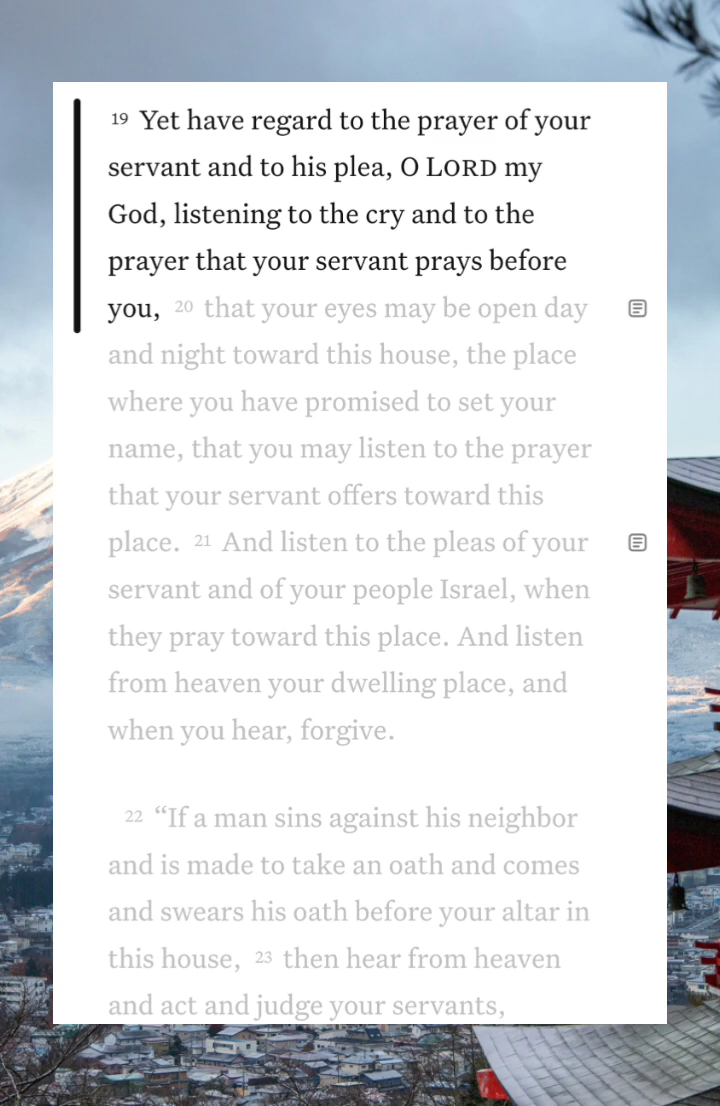 19 Yet have regard to the prayer of your
servant and to his plea, O LORD my
God, listening to the cry and to the
prayer that your servant prays before
you, 20 that your eyes may be open day
and night toward this house, the place
where you have promised to set your
name, that you may listen to the prayer
that your servant offers toward this
place. 21 And listen to the pleas of your
servant and of your people Israel, when
they pray toward this place. And listen
from heaven your dwelling place, and
when you hear, forgive.
22 “If a man sins against his neighbor
and is made to take an oath and comes
and swears his oath before your altar in
this house, 23 then hear from heaven
and act and judge your servants,